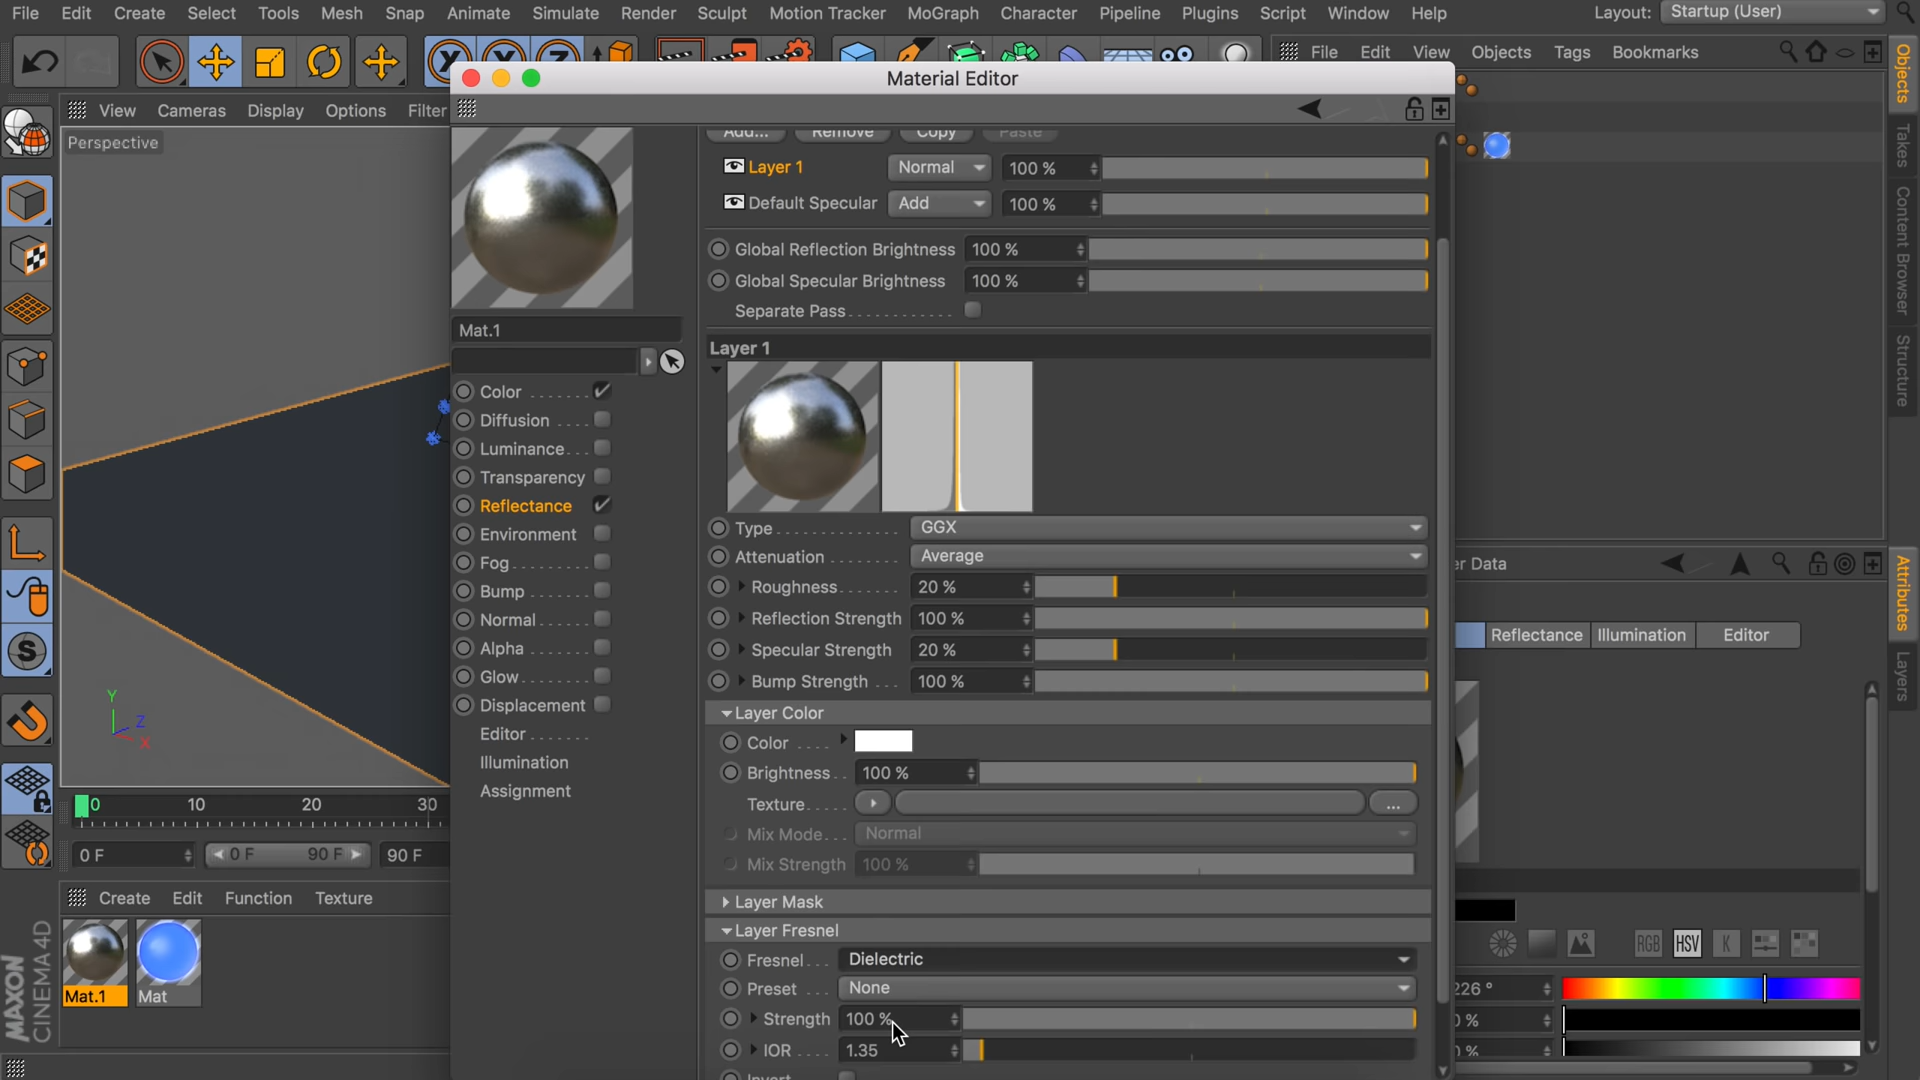 File Edit Create Select Tools Mesh Snap Animate Simulate Render Sculpt Motion Tracker MoGraph Character Pipeline Plugins Script Window Help Layout: Startup (User)
File Edit View Objects Tags Bookmarks
Objects
Takes
Content Browser
Structure
Material Editor
View Cameras Display Options Filter
Perspective
Add... Remove Copy Paste
Layer 1 Normal 100 %
Default Specular Add 100 %
Global Reflection Brightness 100 %
Global Specular Brightness 100 %
Separate Pass
Mat.1
Layer 1
Color
Diffusion
Luminance
Transparency
Reflectance
Environment
Fog
Bump
Normal
Alpha
Glow
Displacement
Editor
Illumination
Assignment
Type GGX
Attenuation Average
Roughness 20 %
Reflection Strength 100 %
Specular Strength 20 %
Bump Strength 100 %
Layer Color
Color
Brightness 100 %
Texture ...
Mix Mode Normal
Mix Strength 100 %
Layer Mask
Layer Fresnel
Fresnel Dielectric
Preset None
Strength 100 %
IOR 1.35
Invert
er Data
Attributes
Layers
Reflectance Illumination Editor
RGB HSV K
226 °
0 %
0 %
Y
Z
X
0 10 20 30
0 F 0 F 90 F 90 F
Create Edit Function Texture
Mat.1 Mat
MAXON
CINEMA 4D